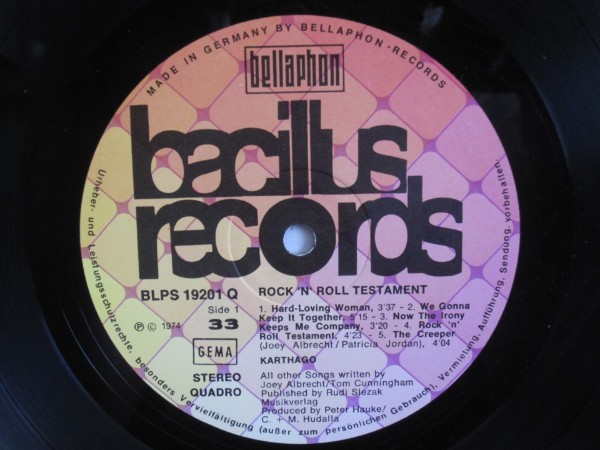 MADE IN GERMANY BY BELLAPHON-RECORDS
bellaphon
bacillus
records
BLPS 19201 Q
Side 1
33
℗ © 1974
GEMA
STEREO
QUADRO
ROCK 'N' ROLL TESTAMENT
1. Hard-Loving Woman, 3'37 - 2. We Gonna
Keep It Together, 5'15 - 3. Now The Irony
Keeps Me Company, 3'20 - 4. Rock 'n'
Roll Testament, 4'23 - 5. The Creeper
(Joey Albrecht/Patricia Jordan), 4'04
KARTHAGO
All other Songs written by
Joey Albrecht/Tom Cunningham
Published by Rudi Slezak
Musikverlag
Produced by Peter Hauke/
C. + M. Hudalla
Urheber- und Leistungsschutzrechte, besonders Vervielfältigung (außer zum persönlichen Gebrauch), Vermietung, Aufführung, Sendung, vorbehalten.